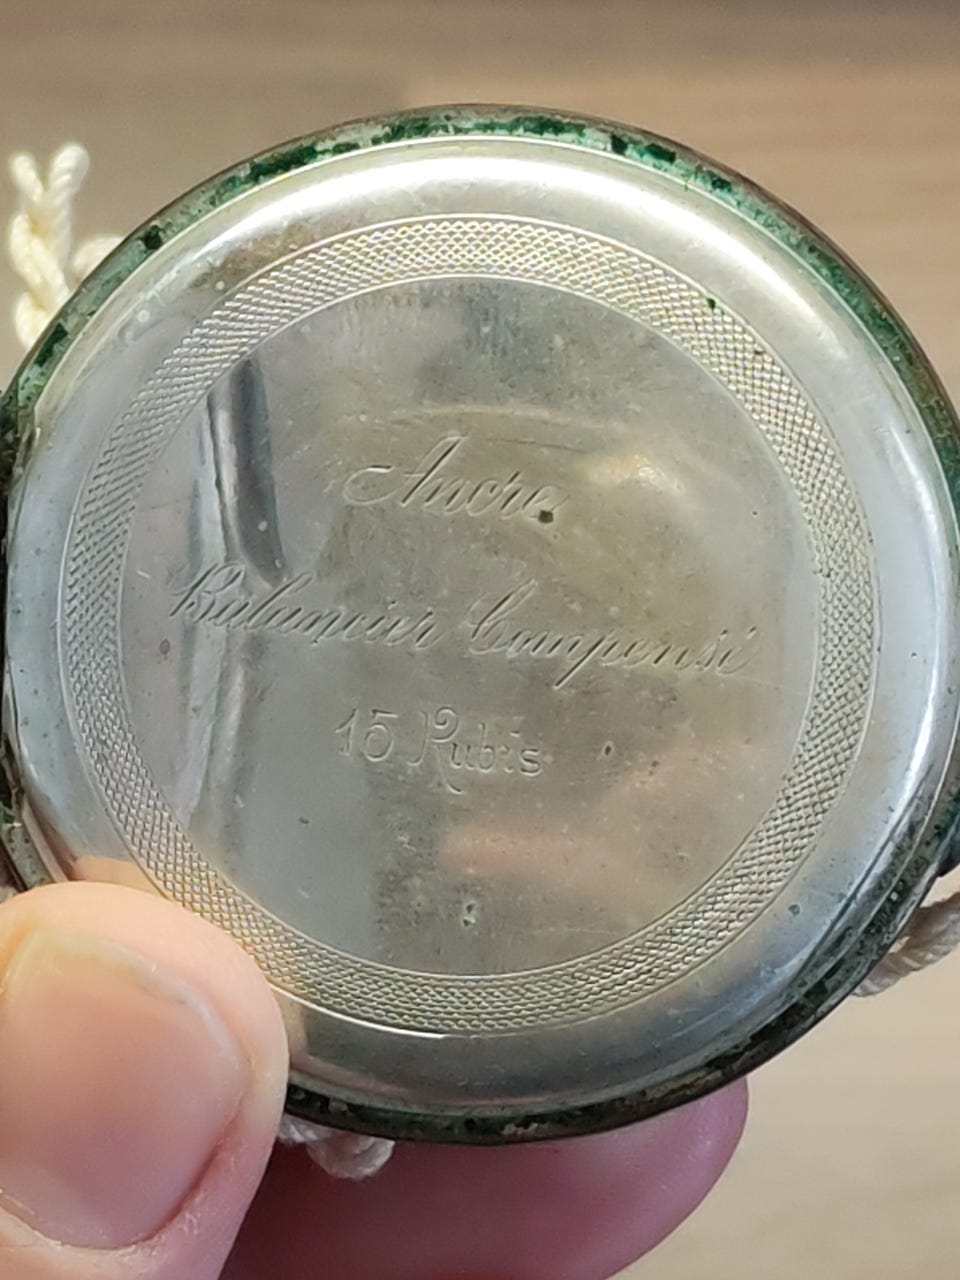 Ancre
Balancier Compensé
15 Rubis